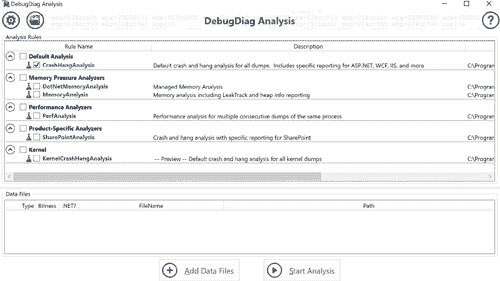 DebugDiag Analysis
DebugDiag Analysis
Analysis Rules
Rule Name Description
Default Analysis
CrashHangAnalysis Default crash and hang analysis for all dumps. Includes specific reporting for ASP.NET, WCF, IIS, and more C:\Program
Memory Pressure Analyzers
DotNetMemoryAnalysis Managed Memory Analysis C:\Program
MemoryAnalysis Memory analysis including LeakTrack and heap info reporting C:\Program
Performance Analyzers
PerfAnalysis Performance analysis for multiple consecutive dumps of the same process C:\Program
Product-Specific Analyzers
SharePointAnalysis Crash and hang analysis with specific reporting for SharePoint C:\Program
Kernel
KernelCrashHangAnalysis -- Preview -- Default crash and hang analysis for all kernel dumps C:\Program
Data Files
Type Bitness .NET? FileName Path
Add Data Files Start Analysis